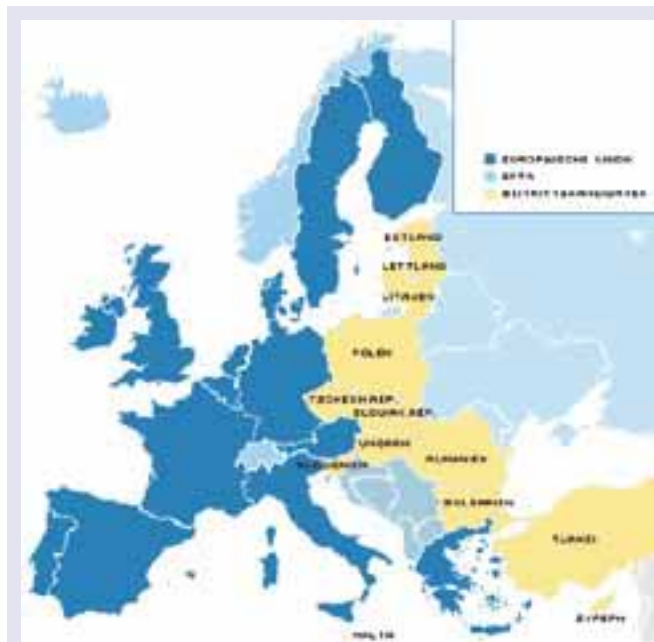 EUROPÄISCHE UNION
EFTA
BEITRITTSKANDIDATEN
ESTLAND
LETTLAND
LITAUEN
POLEN
TSCHECH.REP.
SLOWAK.REP.
UNGARN
SLOWENIEN
RUMÄNIEN
BULGARIEN
TÜRKEI
ZYPERN